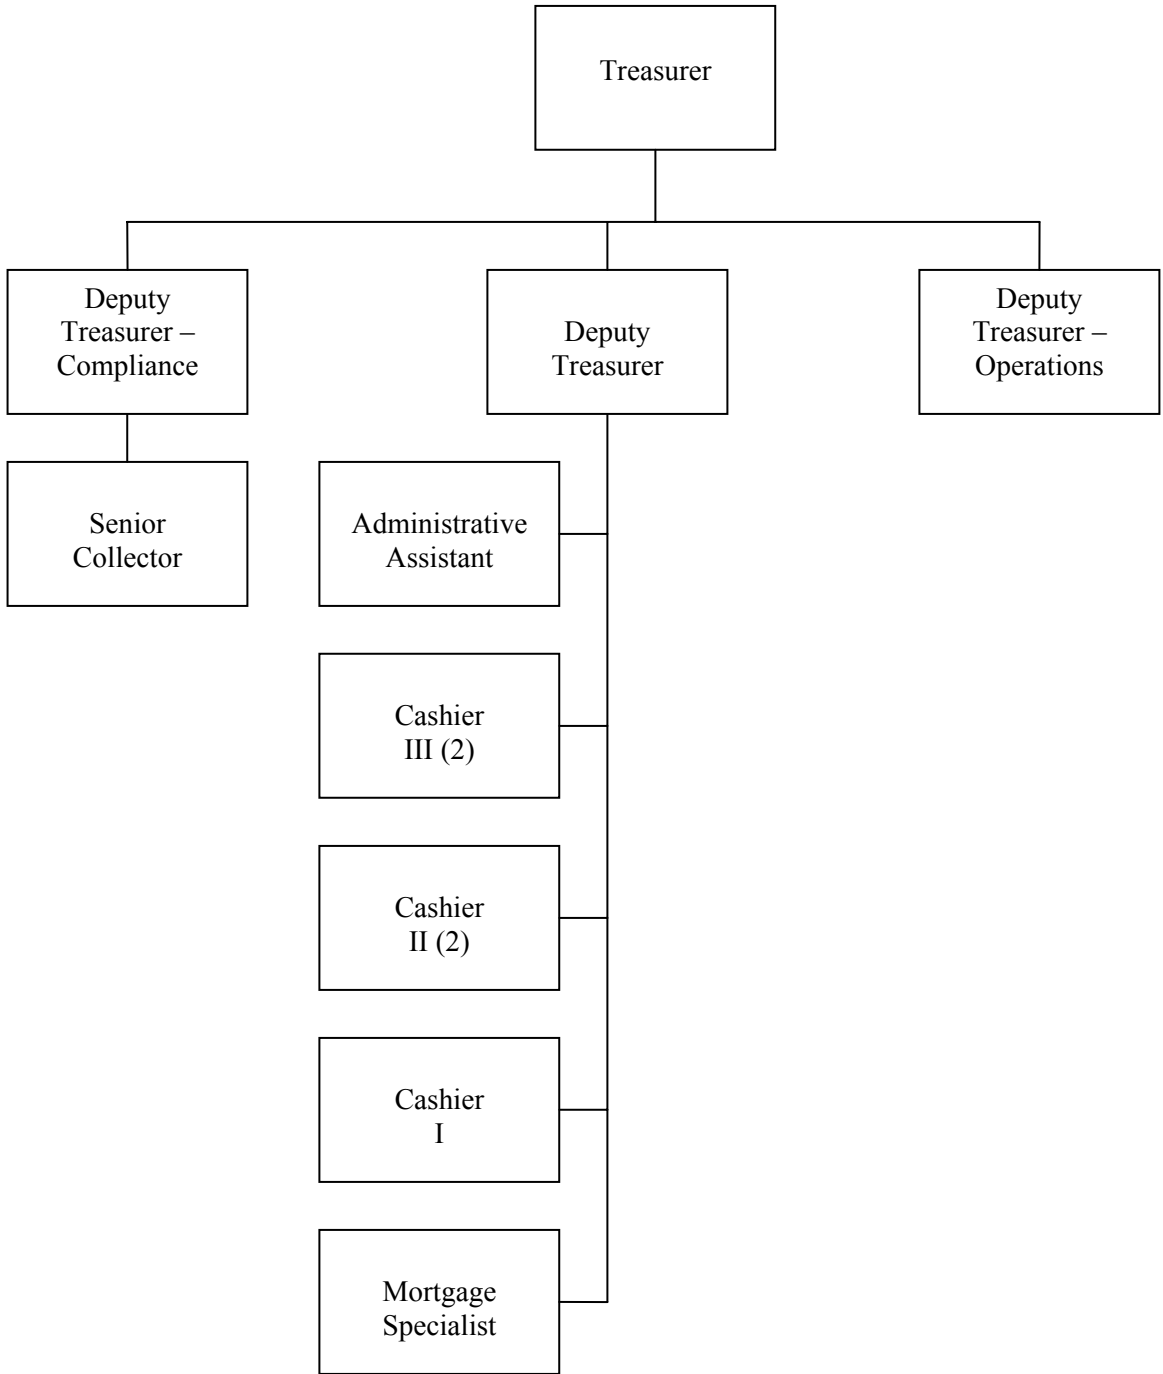 Treasurer
Deputy
Treasurer –
Compliance
Deputy
Treasurer
Deputy
Treasurer –
Operations
Senior
Collector
Administrative
Assistant
Cashier
III (2)
Cashier
II (2)
Cashier
I
Mortgage
Specialist